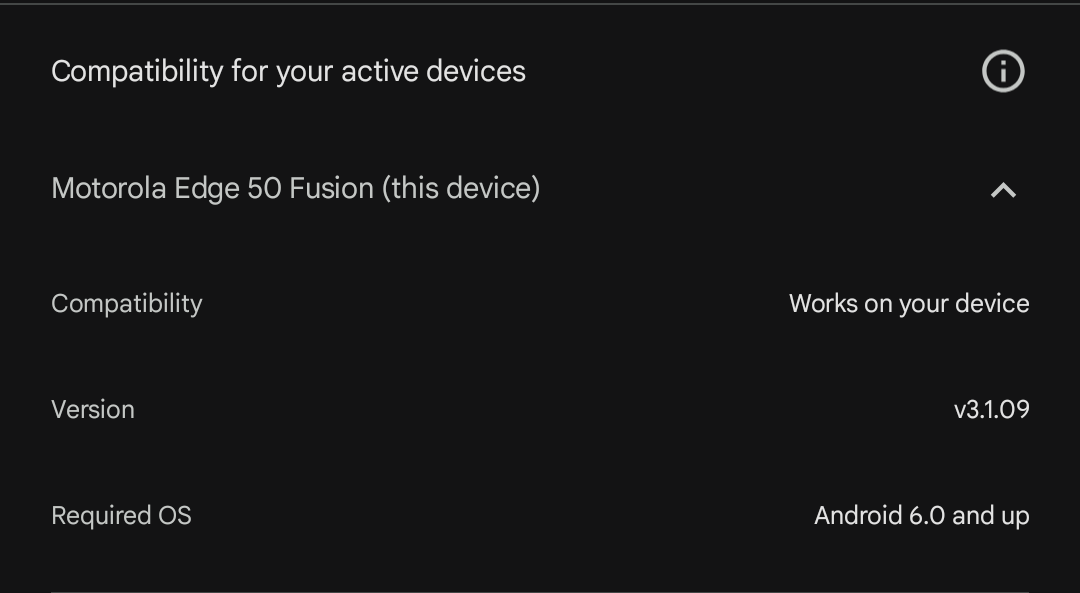 Compatibility for your active devices
Motorola Edge 50 Fusion (this device)
Compatibility Works on your device
Version v3.1.09
Required OS Android 6.0 and up